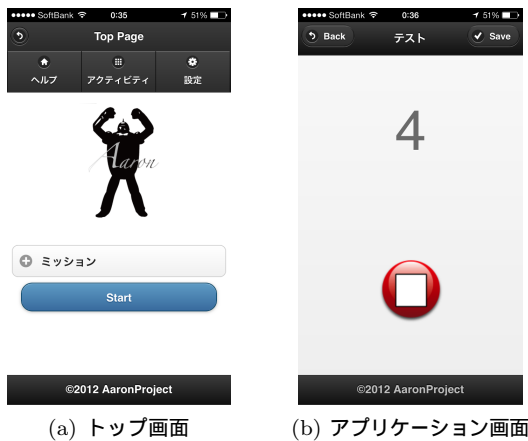 SoftBank 0:35 51%
Top Page
ヘルプ アクティビティ 設定
Aaron
ミッション
Start
©2012 AaronProject
(a) トップ画面
SoftBank 0:36 51%
Back テスト Save
4
©2012 AaronProject
(b) アプリケーション画面